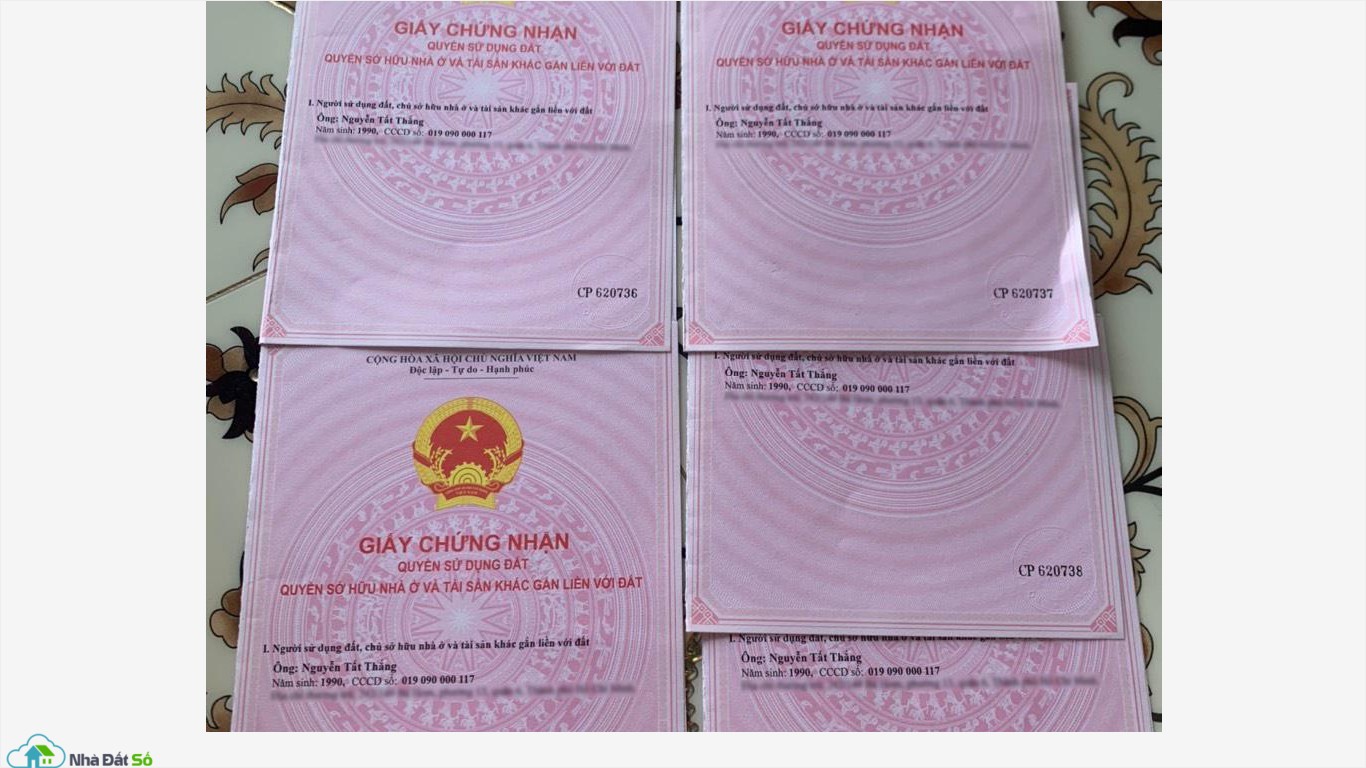 GIẤY CHỨNG NHẬN
QUYỀN SỬ DỤNG ĐẤT
QUYỀN SỞ HỮU NHÀ Ở VÀ TÀI SẢN KHÁC GẮN LIỀN VỚI ĐẤT
I. Người sử dụng đất, chủ sở hữu nhà ở và tài sản khác gắn liền với đất
Ông: Nguyễn Tất Thắng
Năm sinh: 1990, CCCD số: 019 090 000 117
CP 620736
GIẤY CHỨNG NHẬN
QUYỀN SỬ DỤNG ĐẤT
QUYỀN SỞ HỮU NHÀ Ở VÀ TÀI SẢN KHÁC GẮN LIỀN VỚI ĐẤT
I. Người sử dụng đất, chủ sở hữu nhà ở và tài sản khác gắn liền với đất
Ông: Nguyễn Tất Thắng
Năm sinh: 1990, CCCD số: 019 090 000 117
CP 620737
CỘNG HÒA XÃ HỘI CHỦ NGHĨA VIỆT NAM
Độc lập - Tự do - Hạnh phúc
GIẤY CHỨNG NHẬN
QUYỀN SỬ DỤNG ĐẤT
QUYỀN SỞ HỮU NHÀ Ở VÀ TÀI SẢN KHÁC GẮN LIỀN VỚI ĐẤT
I. Người sử dụng đất, chủ sở hữu nhà ở và tài sản khác gắn liền với đất
Ông: Nguyễn Tất Thắng
Năm sinh: 1990, CCCD số: 019 090 000 117
I. Người sử dụng đất, chủ sở hữu nhà ở và tài sản khác gắn liền với đất
Ông: Nguyễn Tất Thắng
Năm sinh: 1990, CCCD số: 019 090 000 117
CP 620738
I. Người sử dụng đất, chủ sở hữu nhà ở và tài sản khác gắn liền với đất
Ông: Nguyễn Tất Thắng
Năm sinh: 1990, CCCD số: 019 090 000 117
Nhà Đất Số